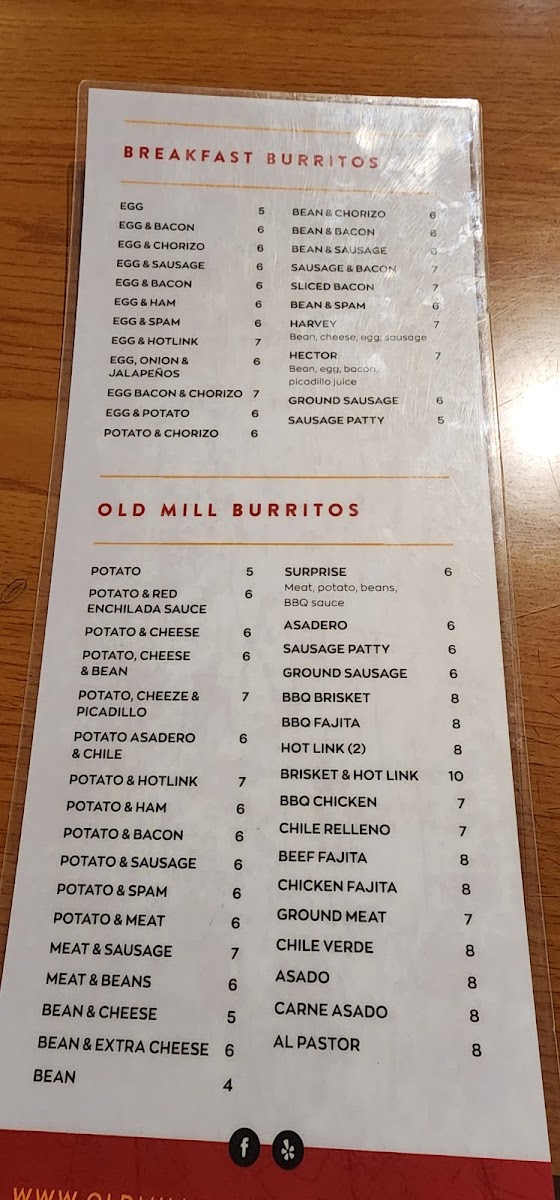 BREAKFAST BURRITOS
EGG 5
EGG & BACON 6
EGG & CHORIZO 6
EGG & SAUSAGE 6
EGG & BACON 6
EGG & HAM 6
EGG & SPAM 6
EGG & HOTLINK 7
EGG, ONION & 6
JALAPEÑOS
EGG BACON & CHORIZO 7
EGG & POTATO 6
POTATO & CHORIZO 6
BEAN & CHORIZO 6
BEAN & BACON 6
BEAN & SAUSAGE 6
SAUSAGE & BACON 7
SLICED BACON 7
BEAN & SPAM 6
HARVEY 7
Bean, cheese, egg, sausage
HECTOR 7
Bean, egg, bacon,
picadillo juice
GROUND SAUSAGE 6
SAUSAGE PATTY 5
OLD MILL BURRITOS
POTATO 5
POTATO & RED 6
ENCHILADA SAUCE
POTATO & CHEESE 6
POTATO, CHEESE 6
& BEAN
POTATO, CHEEZE & 7
PICADILLO
POTATO ASADERO 6
& CHILE
POTATO & HOTLINK 7
POTATO & HAM 6
POTATO & BACON 6
POTATO & SAUSAGE 6
POTATO & SPAM 6
POTATO & MEAT 6
MEAT & SAUSAGE 7
MEAT & BEANS 6
BEAN & CHEESE 5
BEAN & EXTRA CHEESE 6
BEAN 4
SURPRISE 6
Meat, potato, beans,
BBQ sauce
ASADERO 6
SAUSAGE PATTY 6
GROUND SAUSAGE 6
BBQ BRISKET 8
BBQ FAJITA 8
HOT LINK (2) 8
BRISKET & HOT LINK 10
BBQ CHICKEN 7
CHILE RELLENO 7
BEEF FAJITA 8
CHICKEN FAJITA 8
GROUND MEAT 7
CHILE VERDE 8
ASADO 8
CARNE ASADO 8
AL PASTOR 8
f